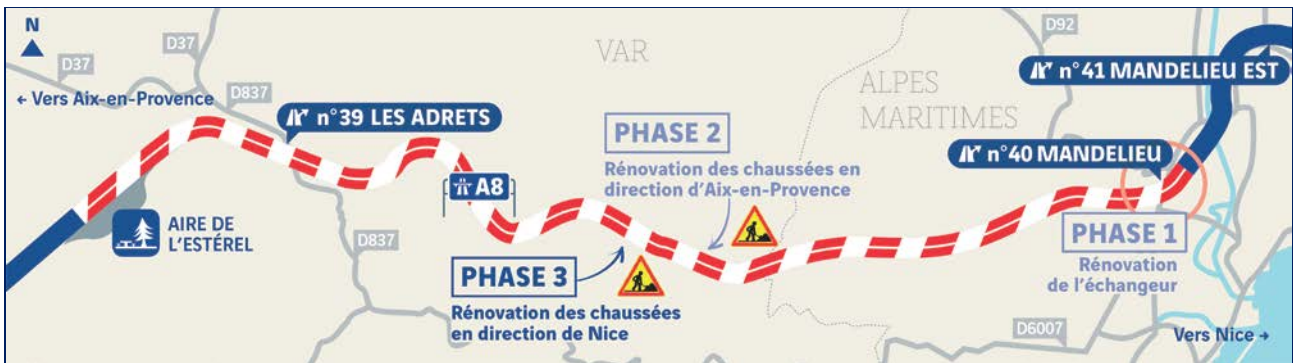 N
D37
D37
D92
VAR
n°41 MANDELIEU EST
← Vers Aix-en-Provence
D837
n°39 LES ADRETS
ALPES
MARITIMES
PHASE 2
Rénovation des chaussées en
direction d'Aix-en-Provence
n°40 MANDELIEU
A8
AIRE DE
L'ESTÉREL
D837
PHASE 3
Rénovation des chaussées
en direction de Nice
PHASE 1
Rénovation
de l'échangeur
D6007
Vers Nice →